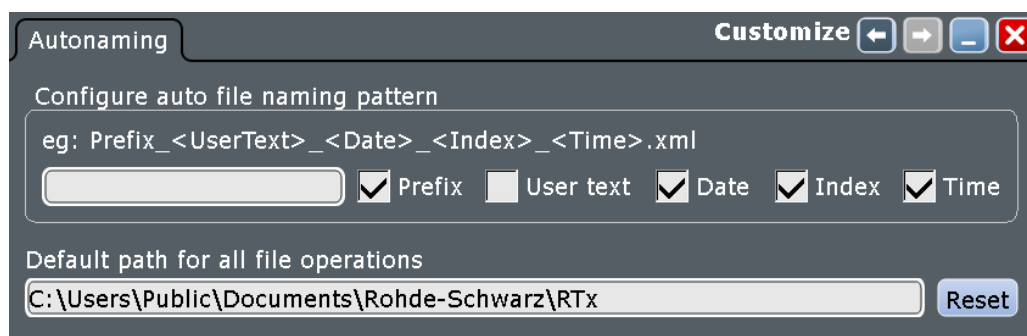 Autonaming Customize
Configure auto file naming pattern
eg: Prefix_<UserText>_<Date>_<Index>_<Time>.xml
Prefix User text Date Index Time
Default path for all file operations
C:\Users\Public\Documents\Rohde-Schwarz\RTx Reset